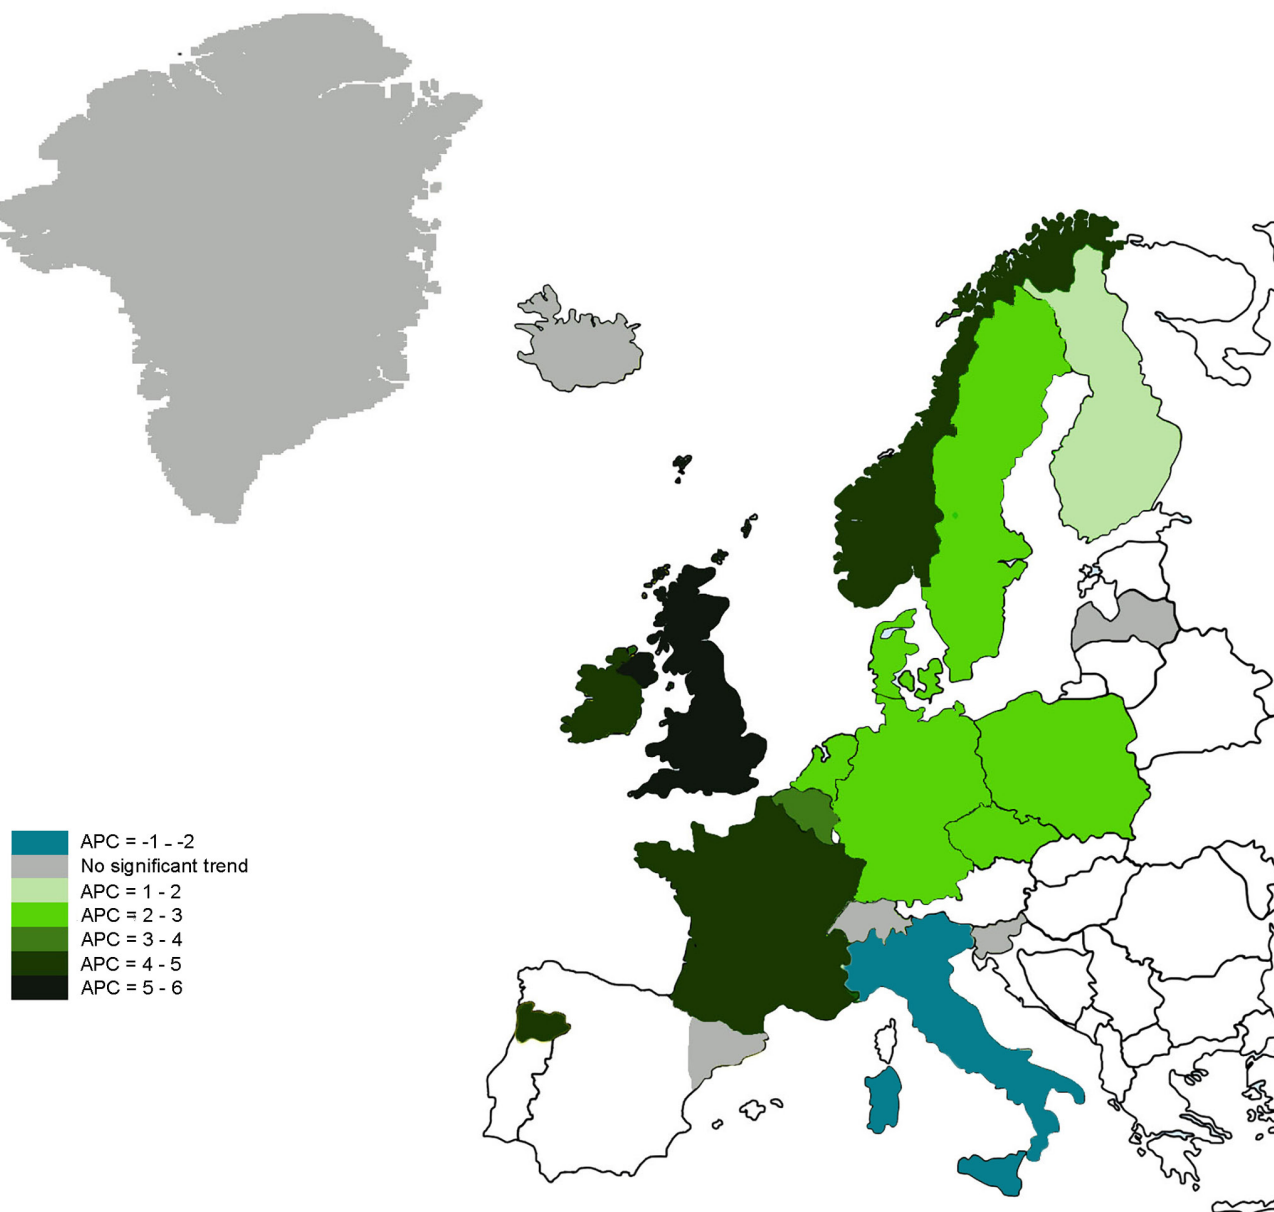 APC = -1 - -2
No significant trend
APC = 1 - 2
APC = 2 - 3
APC = 3 - 4
APC = 4 - 5
APC = 5 - 6